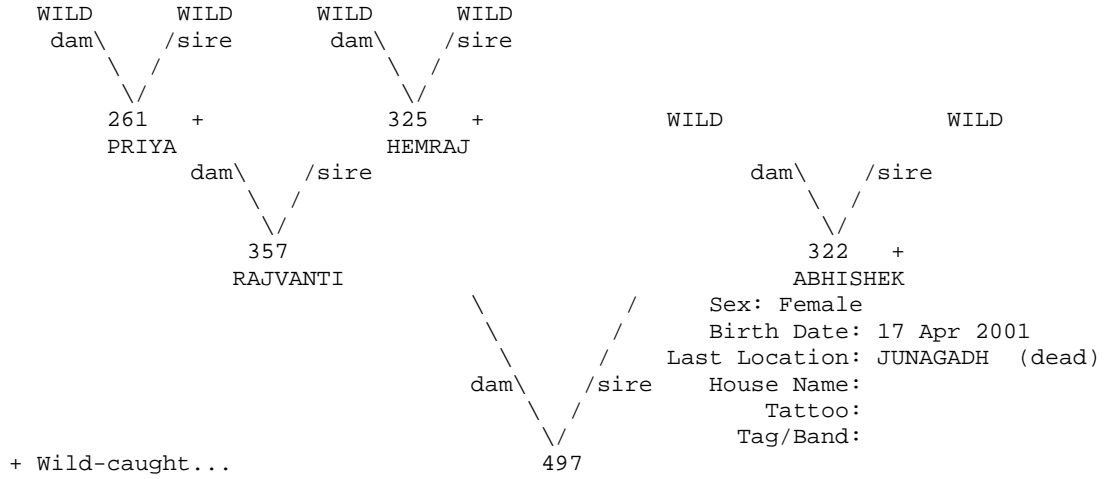 WILD WILD WILD WILD
dam\ /sire dam\ /sire
\ / \ /
\/ \/
261 + 325 + WILD WILD
PRIYA HEMRAJ
dam\ /sire dam\ /sire
\ / \ /
\/ \/
357 322 +
RAJVANTI ABHISHEK
\ / Sex: Female
\ / Birth Date: 17 Apr 2001
\ / Last Location: JUNAGADH (dead)
dam\ /sire House Name:
\ / Tattoo:
\/ Tag/Band:
+ Wild-caught... 497